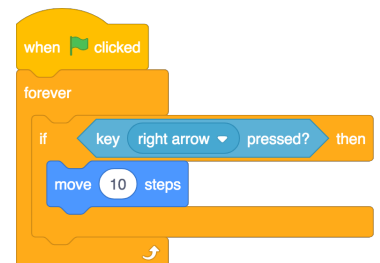 when clicked
forever
if key right arrow pressed? then
move 10 steps